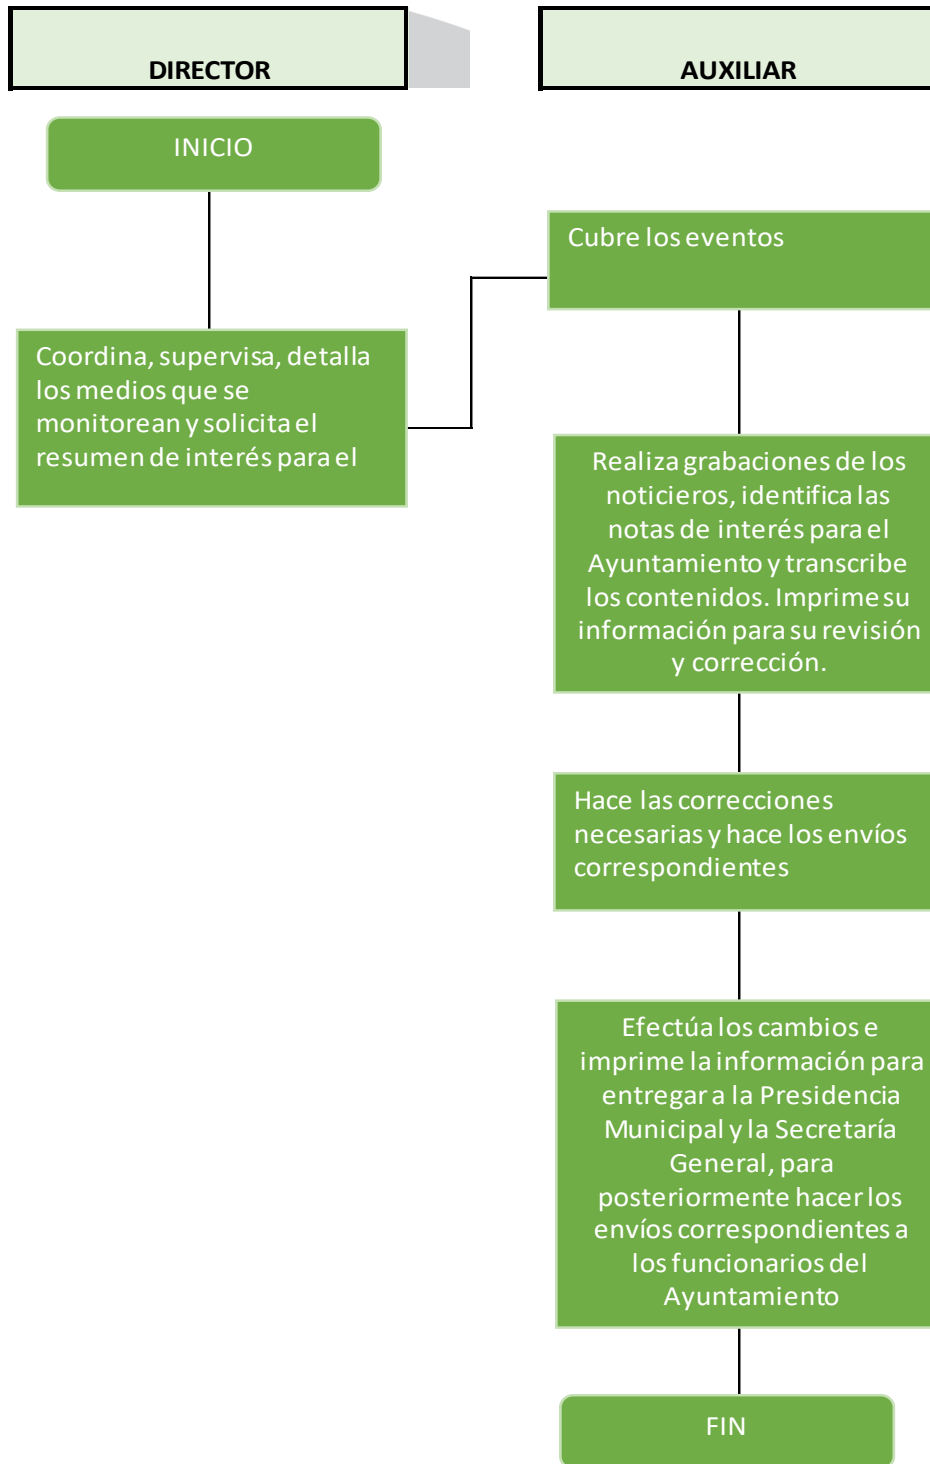 DIRECTOR
AUXILIAR
INICIO
Cubre los eventos
Coordina, supervisa, detalla
los medios que se
monitorean y solicita el
resumen de interés para el
Realiza grabaciones de los
noticieros, identifica las
notas de interés para el
Ayuntamiento y transcribe
los contenidos. Imprime su
información para su revisión
y corrección.
Hace las correcciones
necesarias y hace los envíos
correspondientes
Efectúa los cambios e
imprime la información para
entregar a la Presidencia
Municipal y la Secretaría
General, para
posteriormente hacer los
envíos correspondientes a
los funcionarios del
Ayuntamiento
FIN